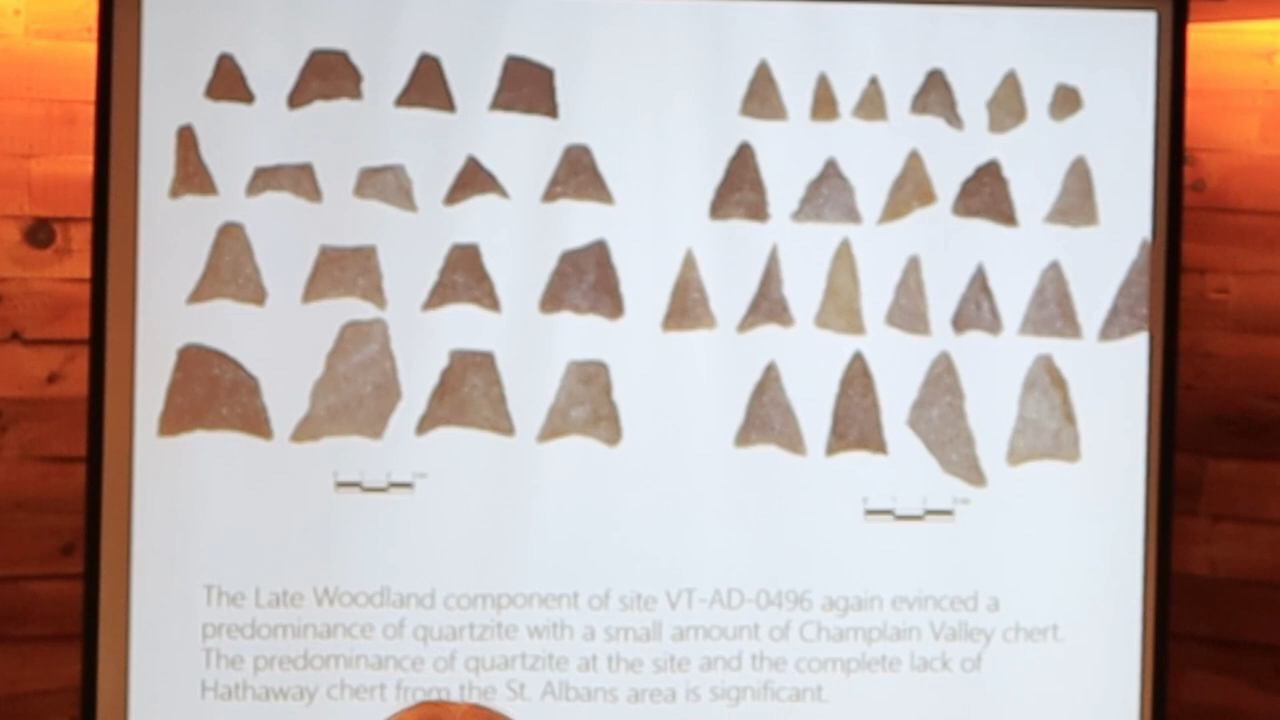 The Late Woodland component of site VT-AD-0496 again evinced a
predominance of quartzite with a small amount of Champlain Valley chert.
The predominance of quartzite at the site and the complete lack of
Hathaway chert from the St. Albans area is significant.